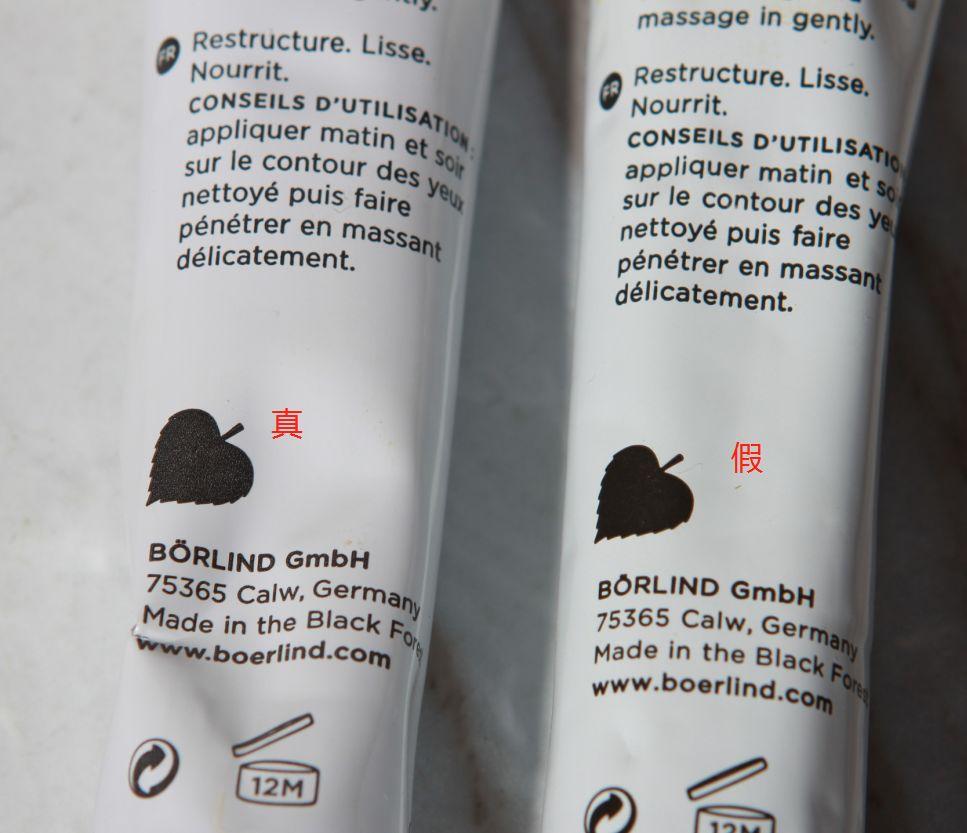 Restructure. Lisse.
Nourrit.
CONSEILS D'UTILISATION :
appliquer matin et soir
sur le contour des yeux
nettoyé puis faire
pénétrer en massant
délicatement.
真
BÖRLIND GmbH
75365 Calw, Germany
Made in the Black
www.boerlind.com
12M
massage in gently.
FR
Restructure. Lisse.
Nourrit.
CONSEILS D'UTILISATIO
appliquer matin et so
sur le contour des ye
nettoyé puis faire
pénétrer en massant
délicatement.
假
BÖRLIND GmbH
75365 Calw, Germany
Made in the Black Fores
www.boerlind.com
12M